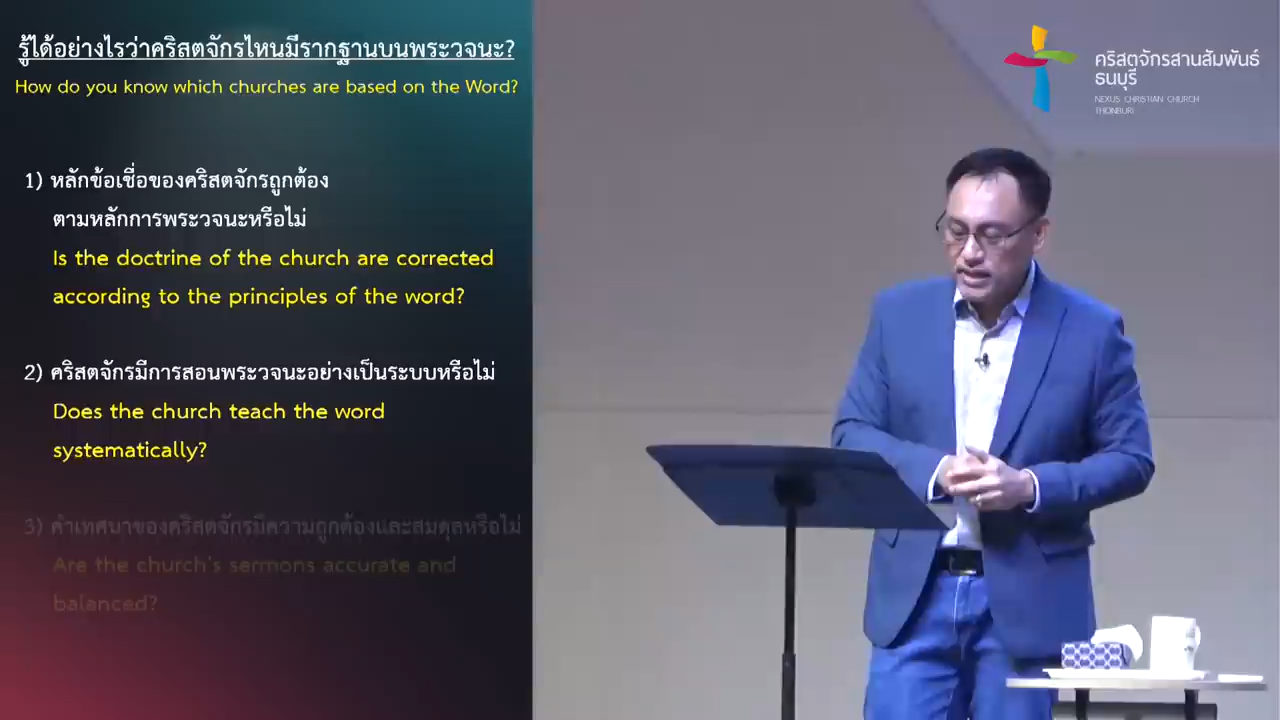 รู้ได้อย่างไรว่าคริสตจักรไหนมีรากฐานบนพระวจนะ?
How do you know which churches are based on the Word?
1) หลักข้อเชื่อของคริสตจักรถูกต้อง
ตามหลักการพระวจนะหรือไม่
Is the doctrine of the church are corrected
according to the principles of the word?
2) คริสตจักรมีการสอนพระวจนะอย่างเป็นระบบหรือไม่
Does the church teach the word
systematically?
3) คำเทศนาของคริสตจักรมีความถูกต้องและสมดุลหรือไม่
Are the church's sermons accurate and
balanced?
คริสตจักรสานสัมพันธ์
ธนบุรี
NEXUS CHRISTIAN CHURCH
THONBURI